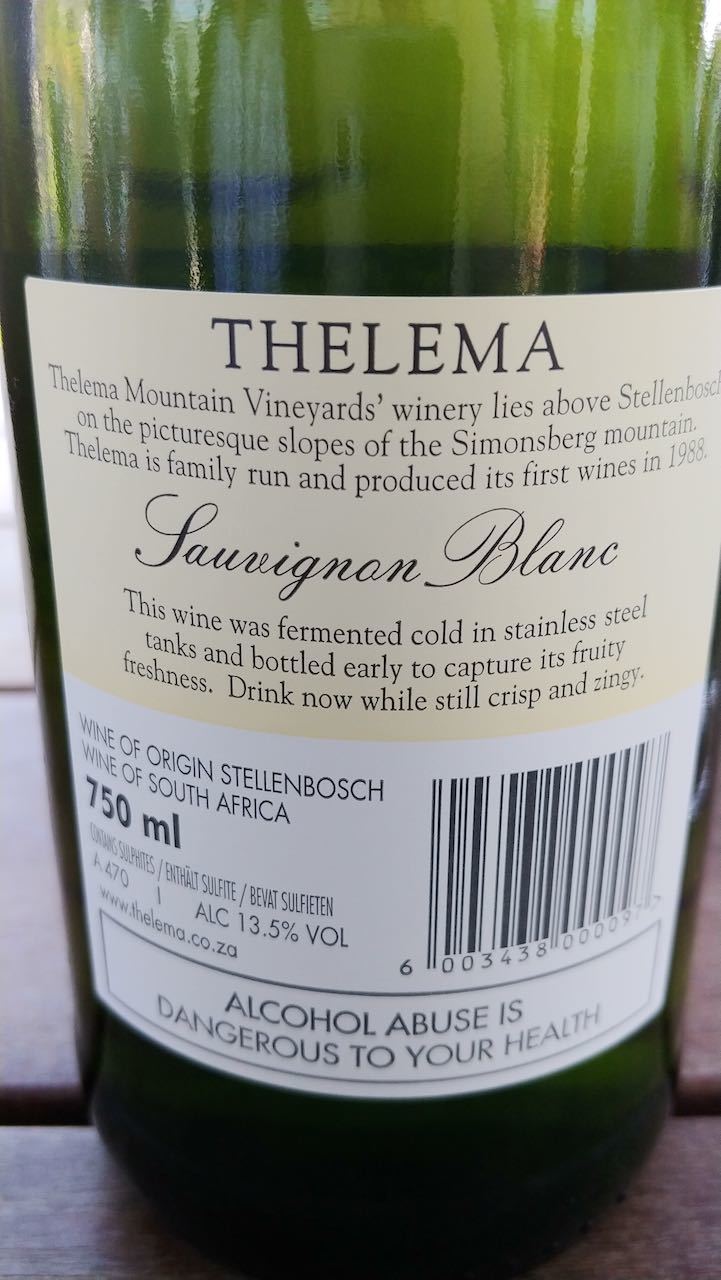 THELEMA
Thelema Mountain Vineyards' winery lies above Stellenbosch
on the picturesque slopes of the Simonsberg mountain.
Thelema is family run and produced its first wines in 1988.
Sauvignon Blanc
This wine was fermented cold in stainless steel
tanks and bottled early to capture its fruity
freshness. Drink now while still crisp and zingy.
WINE OF ORIGIN STELLENBOSCH
WINE OF SOUTH AFRICA
750 ml
CONTAINS SULPHITES / ENTHÄLT SULFITE / BEVAT SULFIETEN
A 470 | ALC 13.5% VOL
www.thelema.co.za
6 003438 000097
ALCOHOL ABUSE IS
DANGEROUS TO YOUR HEALTH